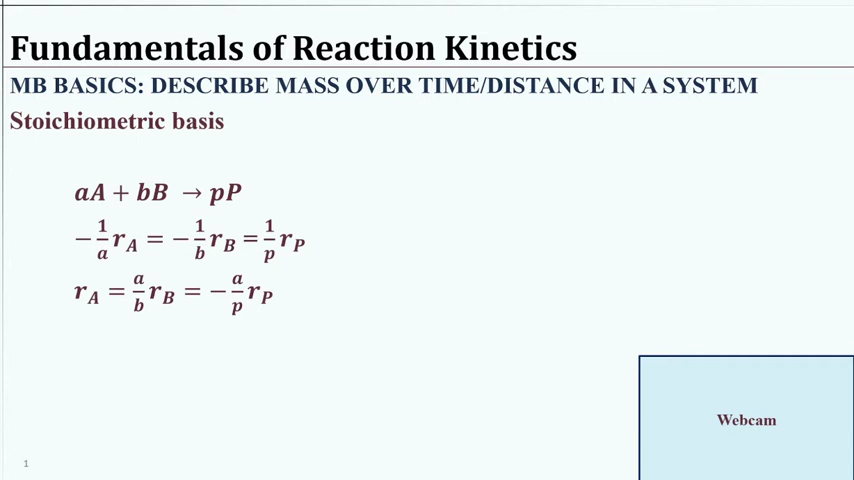 Fundamentals of Reaction Kinetics
MB BASICS: DESCRIBE MASS OVER TIME/DISTANCE IN A SYSTEM
Stoichiometric basis
aA + bB → pP
−1/a r_A = −1/b r_B = 1/p r_P
r_A = a/b r_B = −a/p r_P
Webcam
1